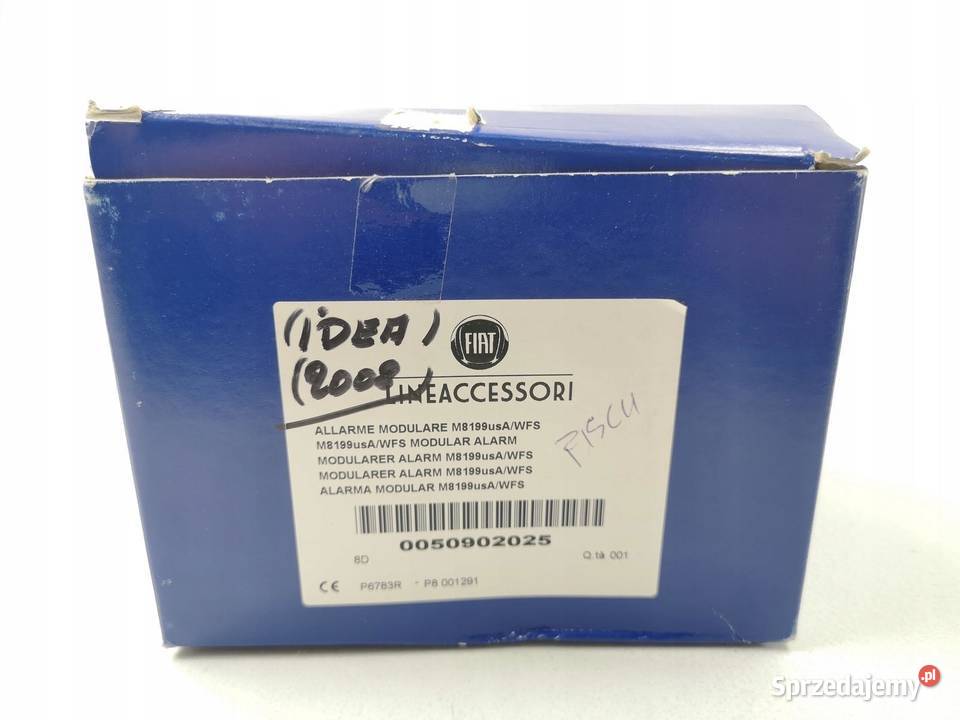 (IDEA)
(2008)
FIAT
LINEACCESSORI
ALLARME MODULARE M8199usA/WFS
M8199usA/WFS MODULAR ALARM
MODULARER ALARM M8199usA/WFS
MODULARER ALARM M8199usA/WFS
ALARMA MODULAR M8199usA/WFS
0050902025
8D
Q.tà 001
CE P6783R - P8 001291
Sprzedajemy.pl